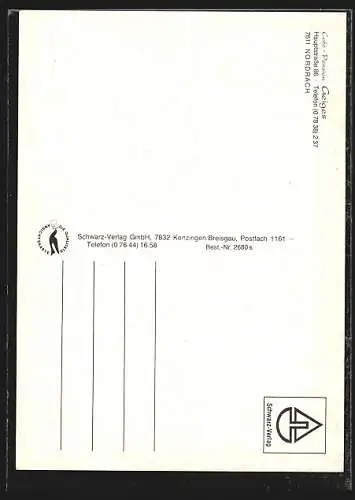 Café - Pension Geiges
Hauptstraße 86 Telefon (0 78 38) 2 37
7611 NORDRACH
Schwarz-Verlag GmbH, 7832 Kenzingen/Breisgau, Postfach 1161 –
Telefon (0 76 44) 16 58 Best.-Nr. 2680 s
Schwarz-Verlag